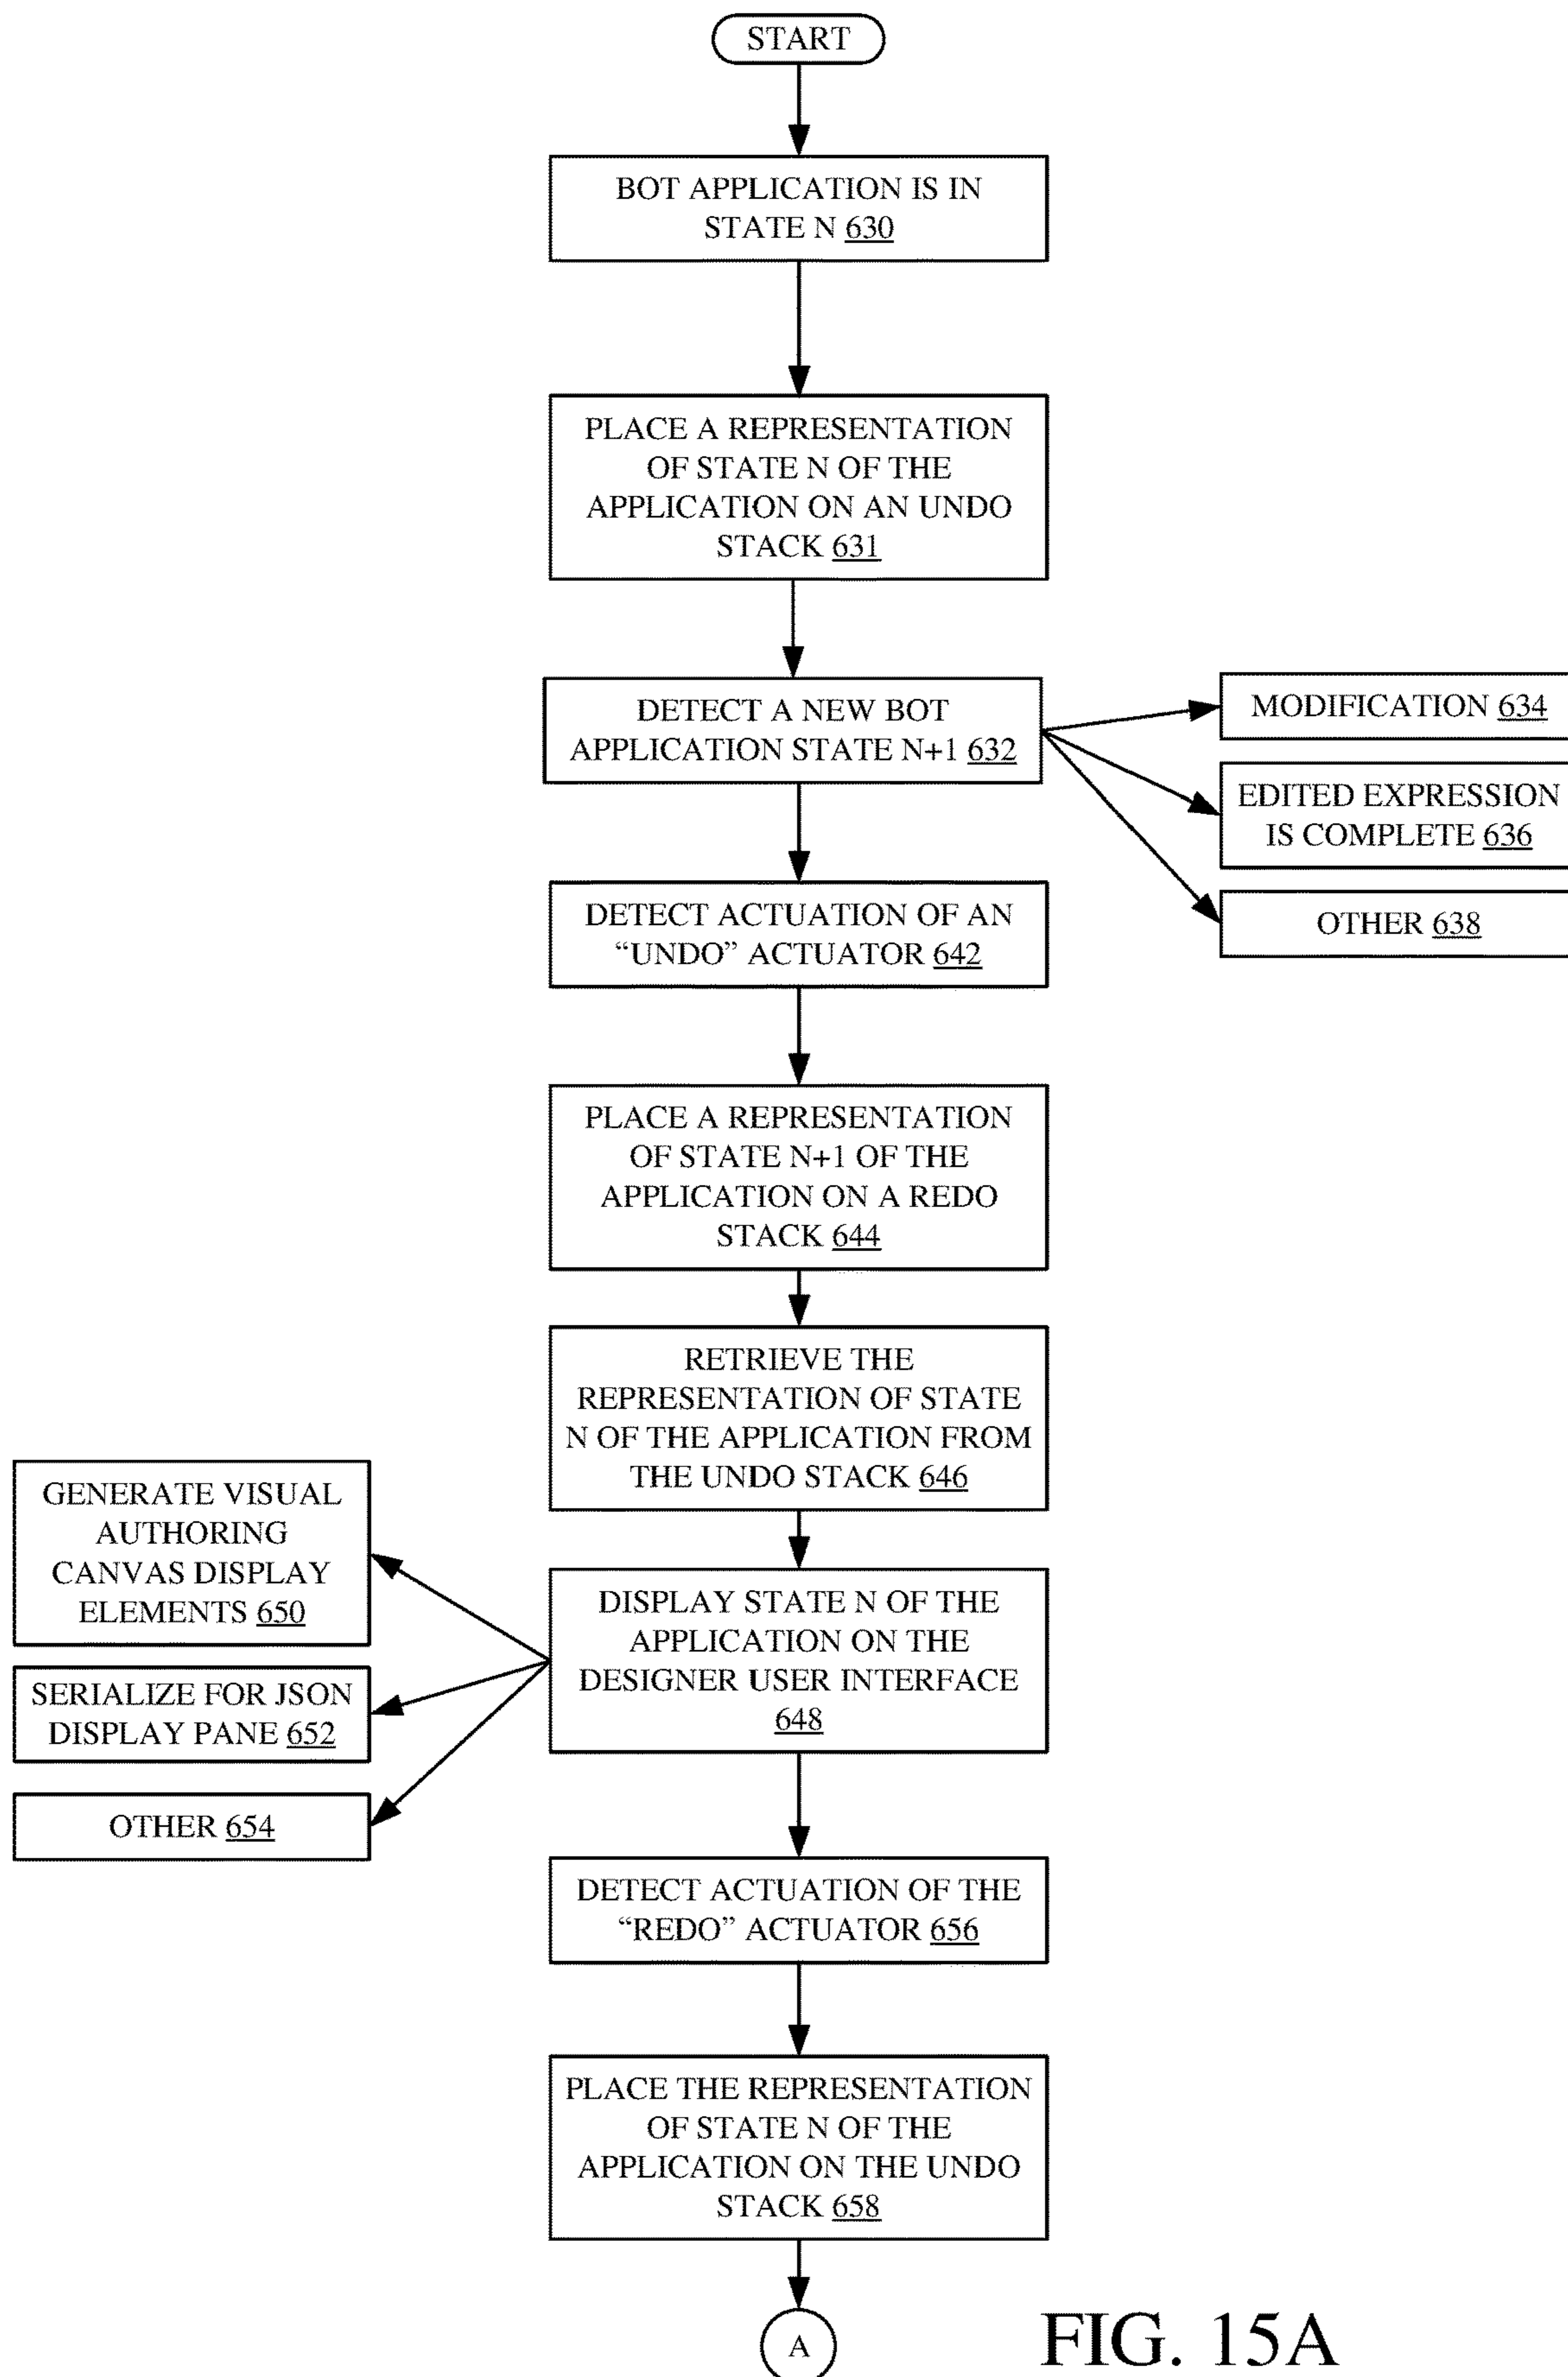 START
BOT APPLICATION IS IN
STATE N 630
PLACE A REPRESENTATION
OF STATE N OF THE
APPLICATION ON AN UNDO
STACK 631
DETECT A NEW BOT
APPLICATION STATE N+1 632
MODIFICATION 634
EDITED EXPRESSION
IS COMPLETE 636
OTHER 638
DETECT ACTUATION OF AN
“UNDO” ACTUATOR 642
PLACE A REPRESENTATION
OF STATE N+1 OF THE
APPLICATION ON A REDO
STACK 644
RETRIEVE THE
REPRESENTATION OF STATE
N OF THE APPLICATION FROM
THE UNDO STACK 646
DISPLAY STATE N OF THE
APPLICATION ON THE
DESIGNER USER INTERFACE
648
GENERATE VISUAL
AUTHORING
CANVAS DISPLAY
ELEMENTS 650
SERIALIZE FOR JSON
DISPLAY PANE 652
OTHER 654
DETECT ACTUATION OF THE
“REDO” ACTUATOR 656
PLACE THE REPRESENTATION
OF STATE N OF THE
APPLICATION ON THE UNDO
STACK 658
A
FIG. 15A